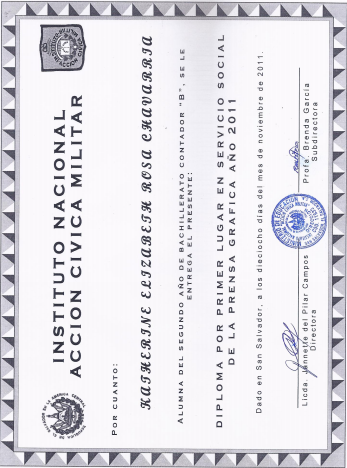 INSTITUTO NACIONAL
ACCION CIVICA MILITAR
POR CUANTO:
KATHERINE ELIZABETH ROSA CHAVARRIA
ALUMNA DEL SEGUNDO AÑO DE BACHILLERATO CONTADOR "B", SE LE
ENTREGA EL PRESENTE:
DIPLOMA POR PRIMER LUGAR EN SERVICIO SOCIAL
DE LA PRENSA GRAFICA AÑO 2011
Dado en San Salvador, a los dieciocho días del mes de noviembre de 2011.
Licda. Jannette del Pilar Campos
Directora
Profa. Brenda García
Subdirectora